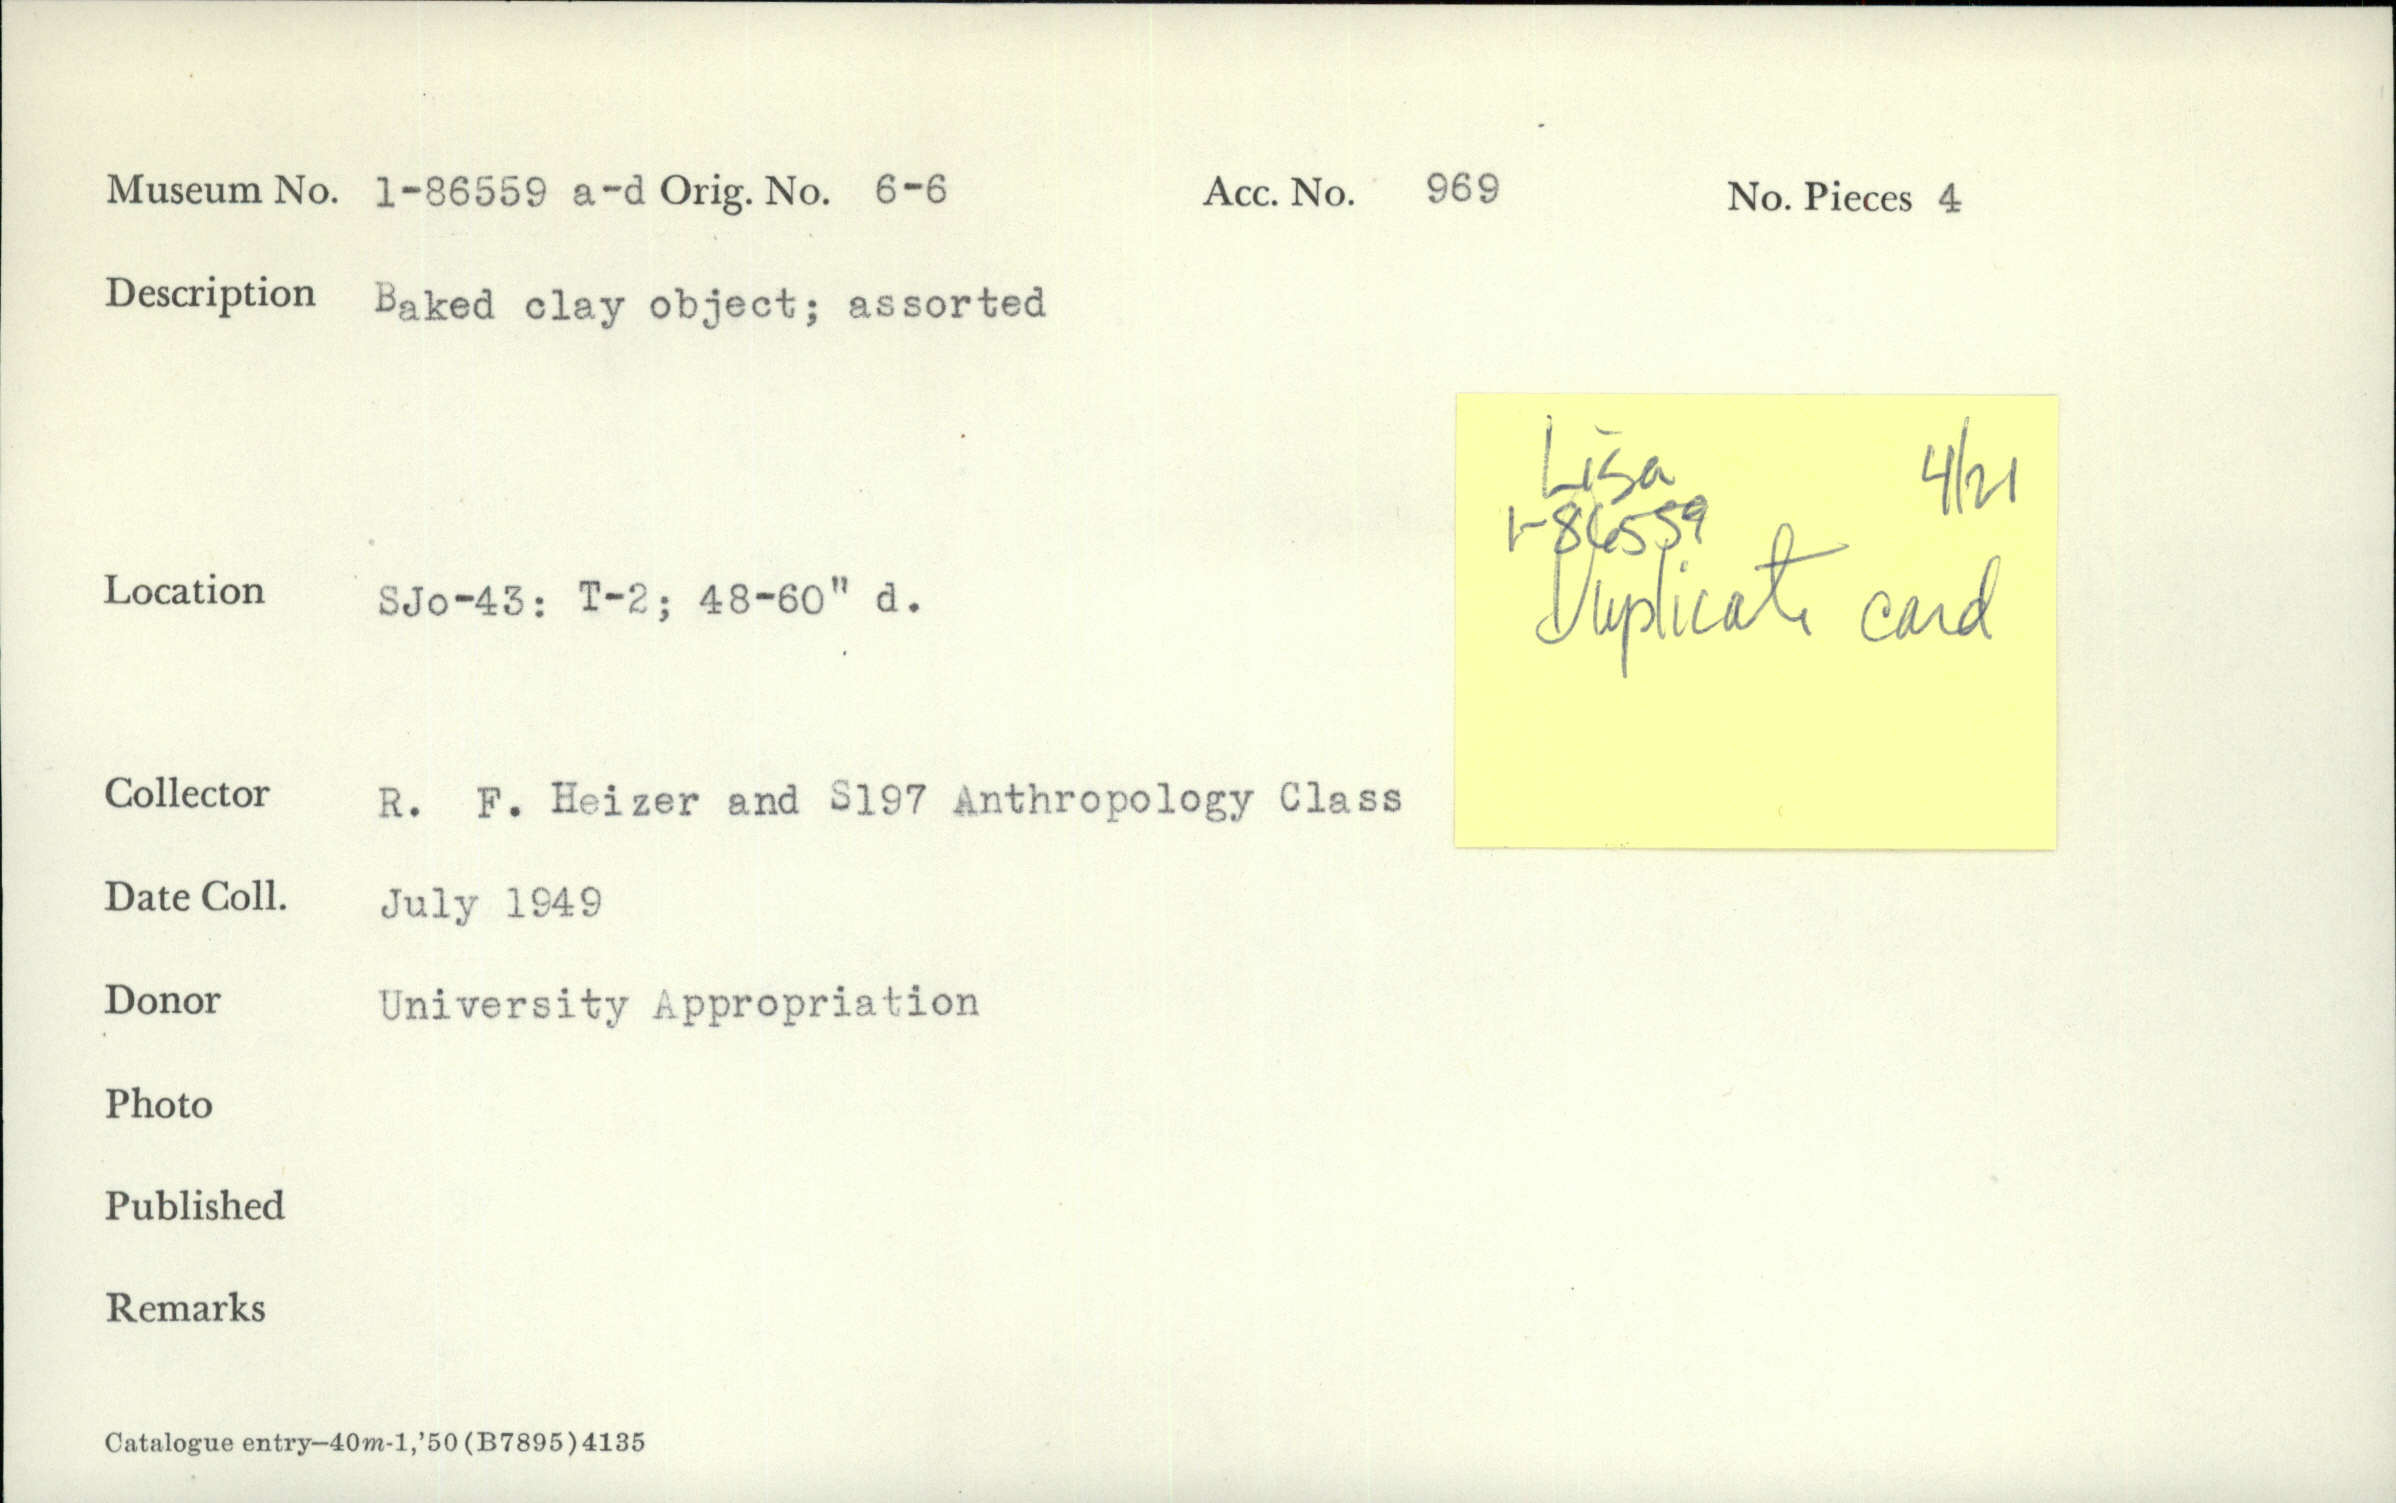 Museum No. 1-86559 a-d Orig. No. 6-6 Acc. No. 969 No. Pieces 4
Description Baked clay object; assorted
Lisa 4/21
1-86559
Duplicate card
Location SJo-43: T-2; 48-60" d.
Collector R. F. Heizer and S197 Anthropology Class
Date Coll. July 1949
Donor University Appropriation
Photo
Published
Remarks
Catalogue entry—40m-1,'50(B7895)4135